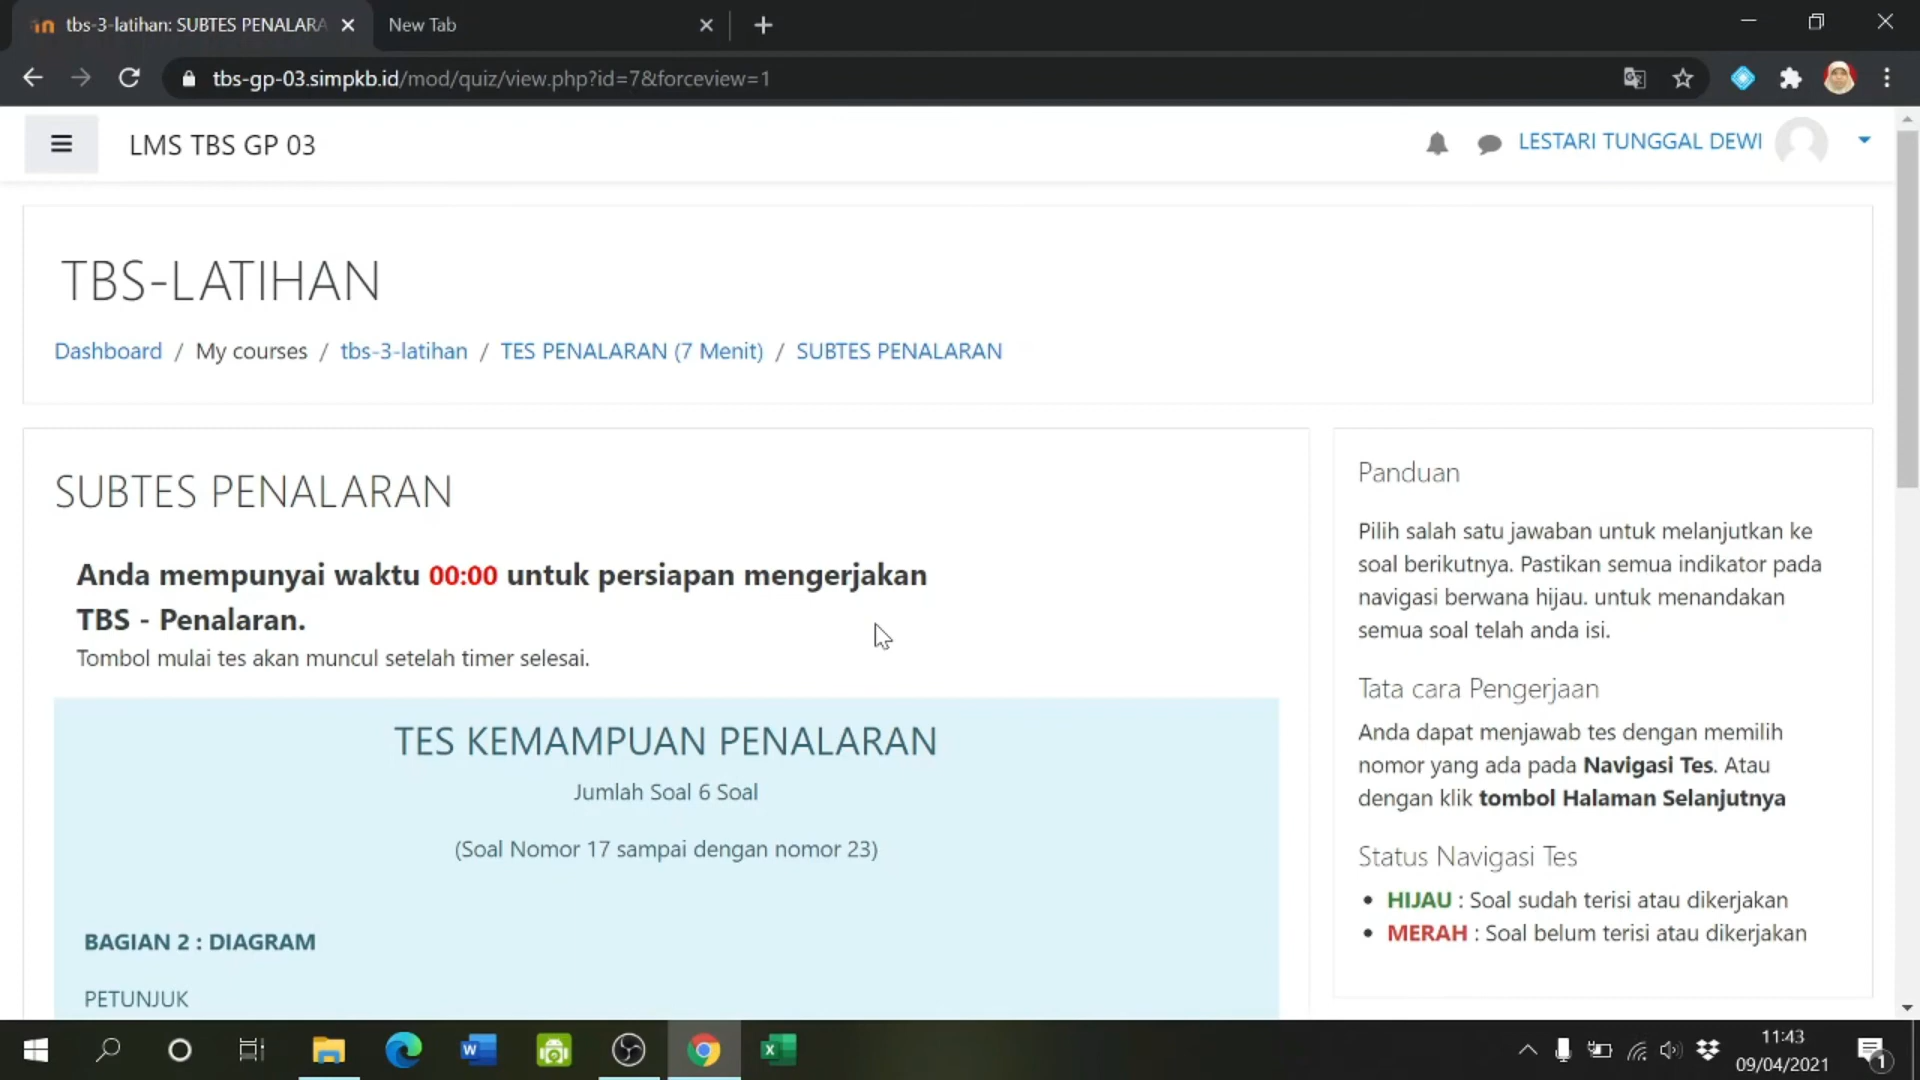 tbs-3-latihan: SUBTES PENALARA
New Tab
tbs-gp-03.simpkb.id/mod/quiz/view.php?id=7&forceview=1
LMS TBS GP 03
LESTARI TUNGGAL DEWI
TBS-LATIHAN
Dashboard / My courses / tbs-3-latihan / TES PENALARAN (7 Menit) / SUBTES PENALARAN
SUBTES PENALARAN
Anda mempunyai waktu 00:00 untuk persiapan mengerjakan
TBS - Penalaran.
Tombol mulai tes akan muncul setelah timer selesai.
TES KEMAMPUAN PENALARAN
Jumlah Soal 6 Soal
(Soal Nomor 17 sampai dengan nomor 23)
BAGIAN 2 : DIAGRAM
PETUNJUK
Panduan
Pilih salah satu jawaban untuk melanjutkan ke
soal berikutnya. Pastikan semua indikator pada
navigasi berwana hijau. untuk menandakan
semua soal telah anda isi.
Tata cara Pengerjaan
Anda dapat menjawab tes dengan memilih
nomor yang ada pada Navigasi Tes. Atau
dengan klik tombol Halaman Selanjutnya
Status Navigasi Tes
• HIJAU : Soal sudah terisi atau dikerjakan
• MERAH : Soal belum terisi atau dikerjakan
11:43
09/04/2021
1